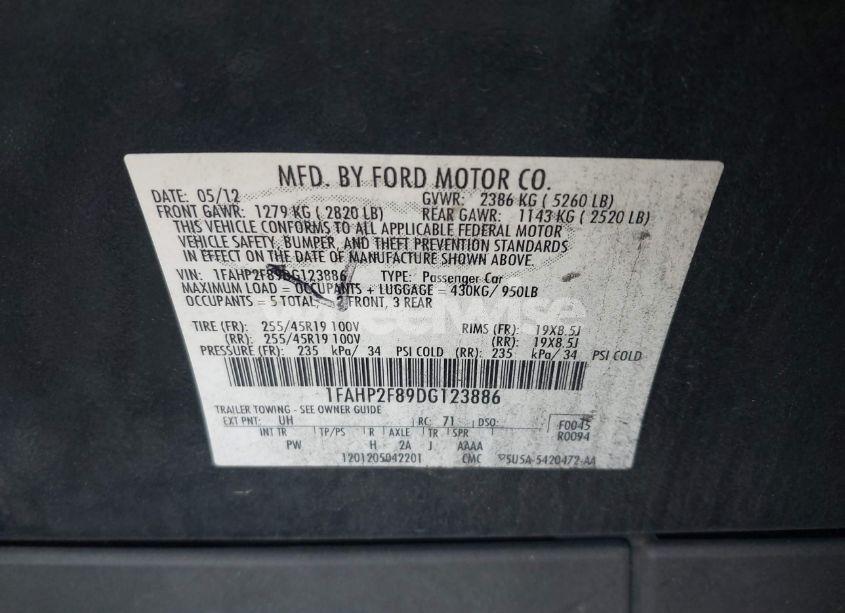 MFD. BY FORD MOTOR CO.
DATE: 05/12 GVWR: 2386 KG ( 5260 LB)
FRONT GAWR: 1279 KG ( 2820 LB) REAR GAWR: 1143 KG ( 2520 LB)
THIS VEHICLE CONFORMS TO ALL APPLICABLE FEDERAL MOTOR
VEHICLE SAFETY, BUMPER, AND THEFT PREVENTION STANDARDS
IN EFFECT ON THE DATE OF MANUFACTURE SHOWN ABOVE.
VIN: 1FAHP2F89DG123886 TYPE: Passenger Car
MAXIMUM LOAD = OCCUPANTS + LUGGAGE = 430KG/ 950LB
OCCUPANTS = 5 TOTAL, 2 FRONT, 3 REAR
wheelwise
TIRE (FR): 255/45R19 100V RIMS (FR): 19X8.5J
(RR): 255/45R19 100V (RR): 19X8.5J
PRESSURE (FR): 235 kPa/ 34 PSI COLD (RR): 235 kPa/ 34 PSI COLD
1FAHP2F89DG123886
TRAILER TOWING - SEE OWNER GUIDE
EXT PNT: UH RC: 71 DSO: F0045
INT TR TP/PS R AXLE TR SPR R0094
PW H 2A J AAAA
1201205042201 CMC 5U5A-5420472-AA